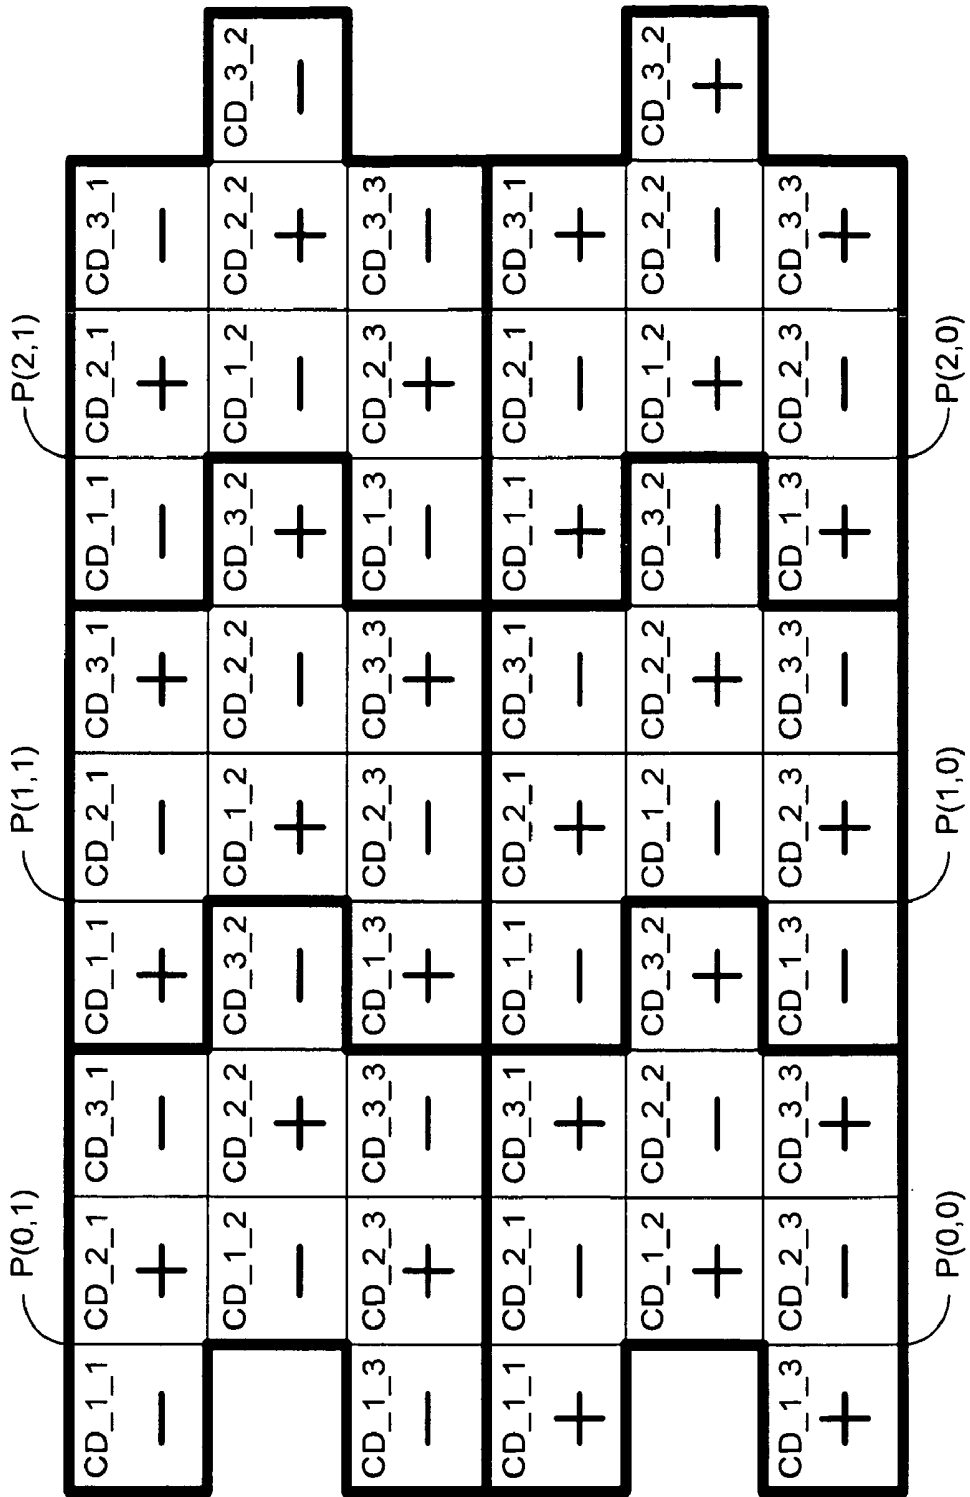 P(0,1) P(1,1) P(2,1)
CD_1_1 CD_2_1 CD_3_1 CD_1_1 CD_2_1 CD_3_1 CD_1_1 CD_2_1 CD_3_1
− + − + − + − + −
CD_1_2 CD_2_2 CD_3_2 CD_1_2 CD_2_2 CD_3_2 CD_1_2 CD_2_2 CD_3_2
− + − + − + − + −
CD_1_3 CD_2_3 CD_3_3 CD_1_3 CD_2_3 CD_3_3 CD_1_3 CD_2_3 CD_3_3
− + − + − + − + −
CD_1_1 CD_2_1 CD_3_1 CD_1_1 CD_2_1 CD_3_1 CD_1_1 CD_2_1 CD_3_1
+ − + − + − + − +
CD_1_2 CD_2_2 CD_3_2 CD_1_2 CD_2_2 CD_3_2 CD_1_2 CD_2_2 CD_3_2
+ − + − + − + − +
CD_1_3 CD_2_3 CD_3_3 CD_1_3 CD_2_3 CD_3_3 CD_1_3 CD_2_3 CD_3_3
+ − + − + − + − +
P(0,0) P(1,0) P(2,0)